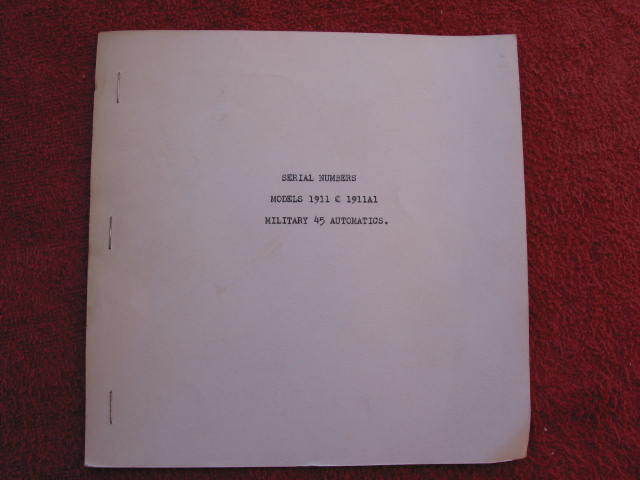 SERIAL NUMBERS
MODELS 1911 & 1911A1
MILITARY 45 AUTOMATICS.